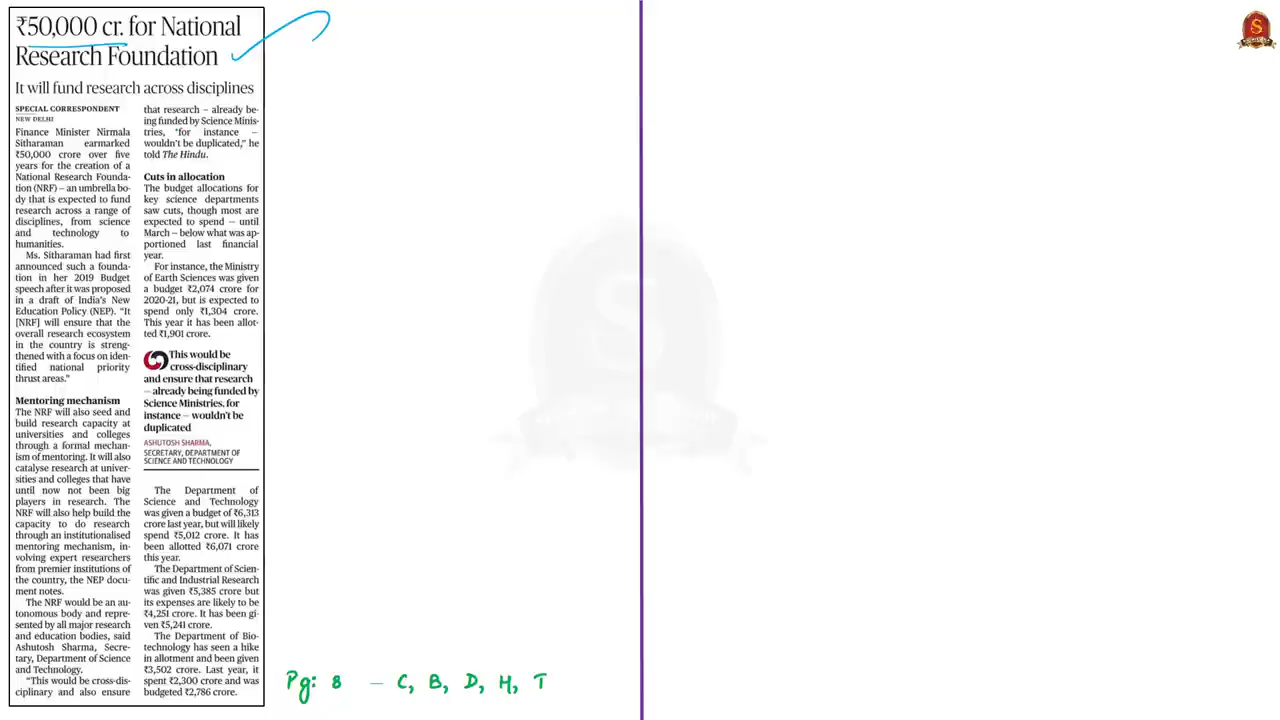 ₹50,000 cr. for National
Research Foundation
It will fund research across disciplines
SPECIAL CORRESPONDENT
NEW DELHI
Finance Minister Nirmala
Sitharaman earmarked
₹50,000 crore over five
years for the creation of a
National Research Founda-
tion (NRF) – an umbrella bo-
dy that is expected to fund
research across a range of
disciplines, from science
and technology to
humanities.
Ms. Sitharaman had first
announced such a founda-
tion in her 2019 Budget
speech after it was proposed
in a draft of India's New
Education Policy (NEP). "It
[NRF] will ensure that the
overall research ecosystem
in the country is streng-
thened with a focus on iden-
tified national priority
thrust areas."
Mentoring mechanism
The NRF will also seed and
build research capacity at
universities and colleges
through a formal mechan-
ism of mentoring. It will also
catalyse research at univer-
sities and colleges that have
until now not been big
players in research. The
NRF will also help build the
capacity to do research
through an institutionalised
mentoring mechanism, in-
volving expert researchers
from premier institutions of
the country, the NEP docu-
ment notes.
The NRF would be an au-
tonomous body and repre-
sented by all major research
and education bodies, said
Ashutosh Sharma, Secre-
tary, Department of Science
and Technology.
"This would be cross-dis-
ciplinary and also ensure
that research – already be-
ing funded by Science Minis-
tries, "for instance –
wouldn't be duplicated," he
told The Hindu.
Cuts in allocation
The budget allocations for
key science departments
saw cuts, though most are
expected to spend – until
March – below what was ap-
portioned last financial
year.
For instance, the Ministry
of Earth Sciences was given
a budget ₹2,074 crore for
2020-21, but is expected to
spend only ₹1,304 crore.
This year it has been allot-
ted ₹1,901 crore.
This would be
cross-disciplinary
and ensure that research
– already being funded by
Science Ministries, for
instance – wouldn't be
duplicated
ASHUTOSH SHARMA,
SECRETARY, DEPARTMENT OF
SCIENCE AND TECHNOLOGY
The Department of
Science and Technology
was given a budget of ₹6,313
crore last year, but will likely
spend ₹5,012 crore. It has
been allotted ₹6,071 crore
this year.
The Department of Scien-
tific and Industrial Research
was given ₹5,385 crore but
its expenses are likely to be
₹4,251 crore. It has been gi-
ven ₹5,241 crore.
The Department of Bio-
technology has seen a hike
in allotment and been given
₹3,502 crore. Last year, it
spent ₹2,300 crore and was
budgeted ₹2,786 crore.
Pg: 8 – C, B, D, H, T